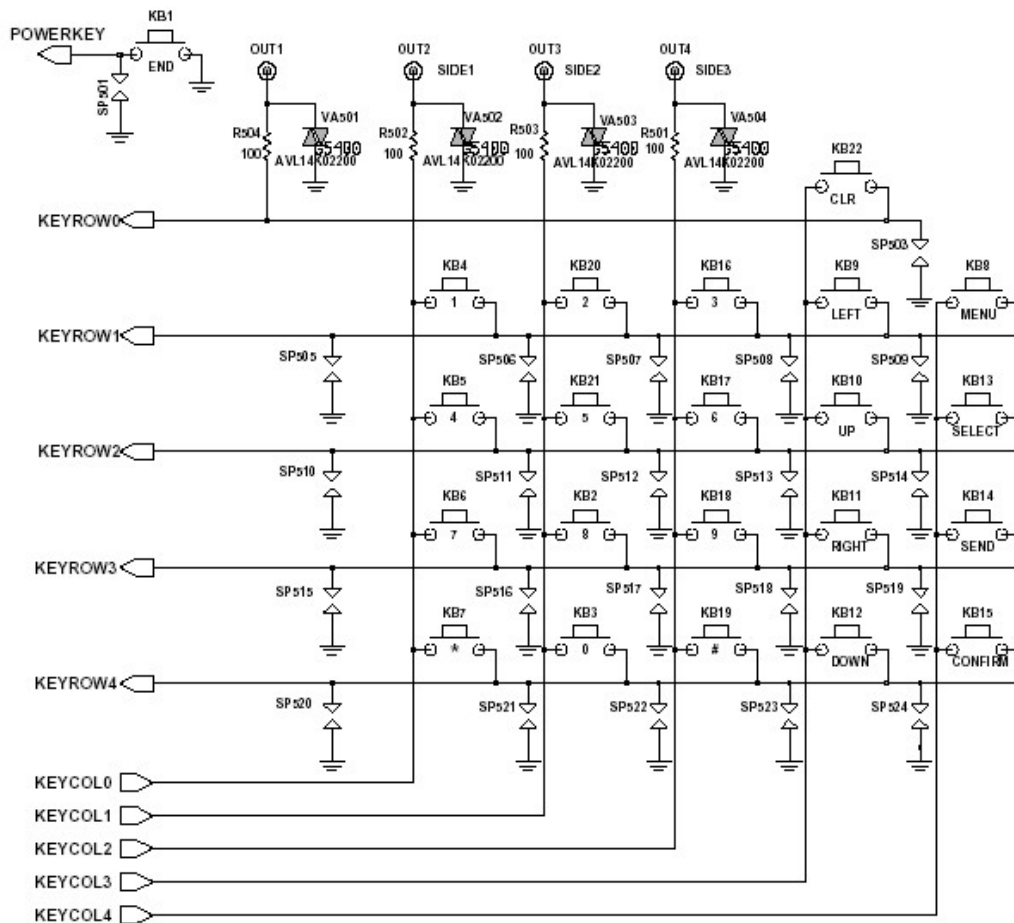 KB1
POWERKEY
END
SP501
OUT1 OUT2 OUT3 OUT4
SIDE1 SIDE2 SIDE3
VA501 VA502 VA503 VA504
R504 R502 R503 R501
100 100 100 100
G5400 G5400 G5400 G5400
AVL14K02200 AVL14K02200 AVL14K02200 AVL14K02200
KB22
CLR
KEYROW0
SP503
KB4 KB20 KB16 KB9 KB8
1 2 3 LEFT MENU
KEYROW1
SP505 SP506 SP507 SP508 SP509
KB5 KB21 KB17 KB10 KB13
4 5 6 UP SELECT
KEYROW2
SP510 SP511 SP512 SP513 SP514
KB6 KB2 KB18 KB11 KB14
7 8 9 RIGHT SEND
KEYROW3
SP515 SP516 SP517 SP518 SP519
KB7 KB3 KB19 KB12 KB15
* 0 # DOWN CONFIRM
KEYROW4
SP520 SP521 SP522 SP523 SP524
KEYCOL0
KEYCOL1
KEYCOL2
KEYCOL3
KEYCOL4